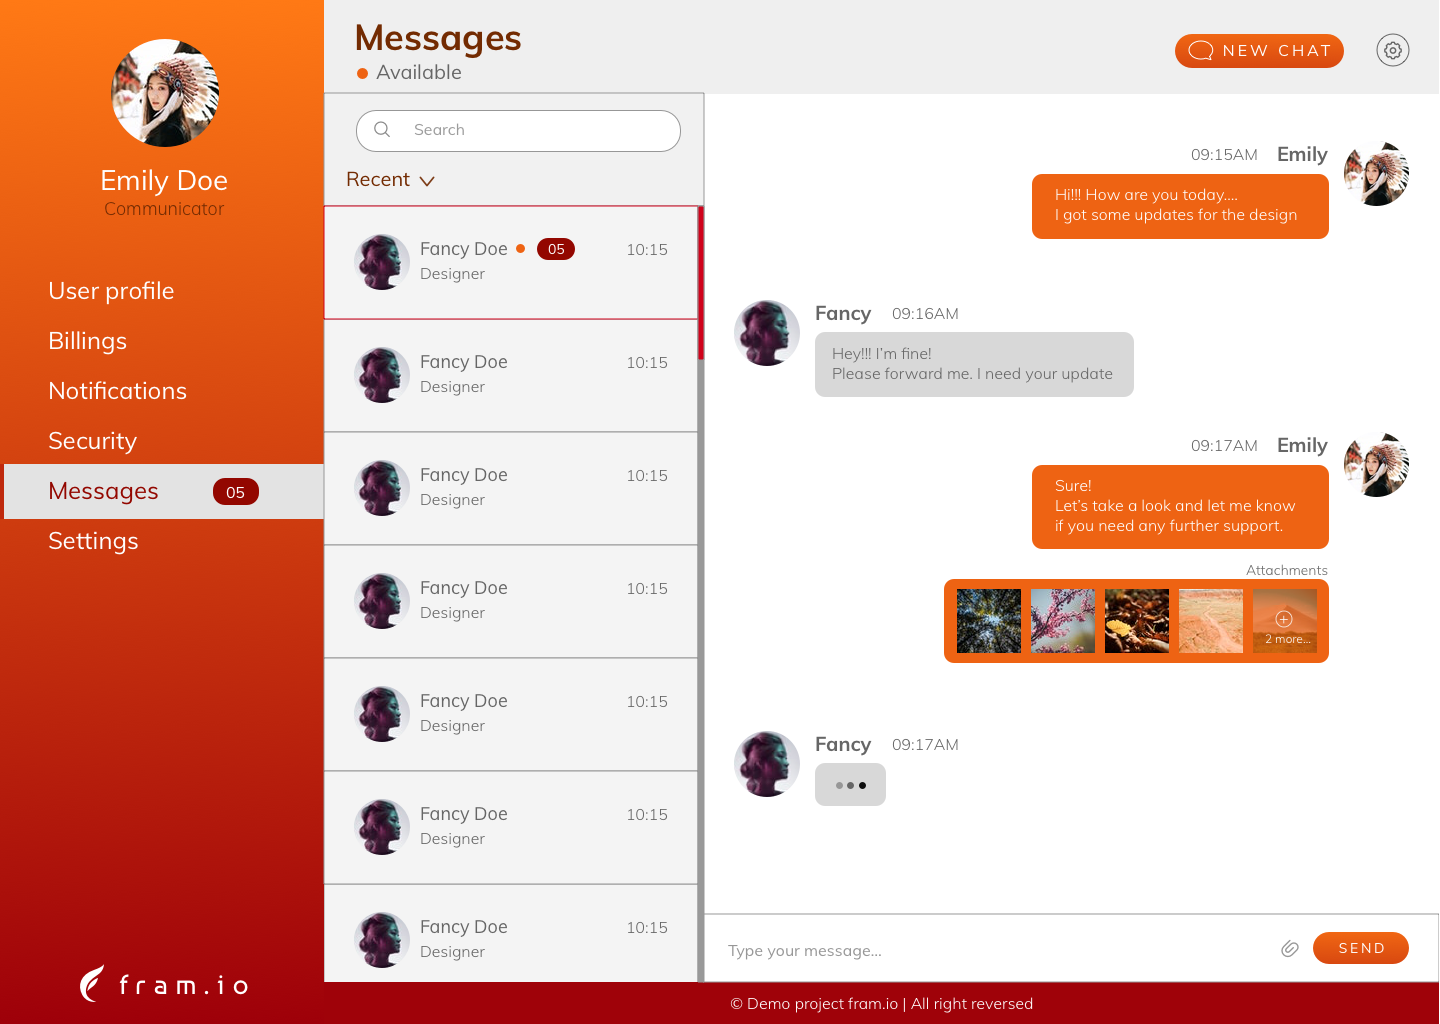 Emily Doe
Communicator
User profile
Billings
Notifications
Security
Messages 05
Settings
fram.io
Messages
Available
NEW CHAT
Search
Recent
Fancy Doe 05 10:15
Designer
Fancy Doe 10:15
Designer
Fancy Doe 10:15
Designer
Fancy Doe 10:15
Designer
Fancy Doe 10:15
Designer
Fancy Doe 10:15
Designer
Fancy Doe 10:15
Designer
09:15AM Emily
Hi!!! How are you today....
I got some updates for the design
Fancy 09:16AM
Hey!!! I'm fine!
Please forward me. I need your update
09:17AM Emily
Sure!
Let's take a look and let me know
if you need any further support.
Attachments
2 more...
Fancy 09:17AM
Type your message...
SEND
© Demo project fram.io | All right reversed